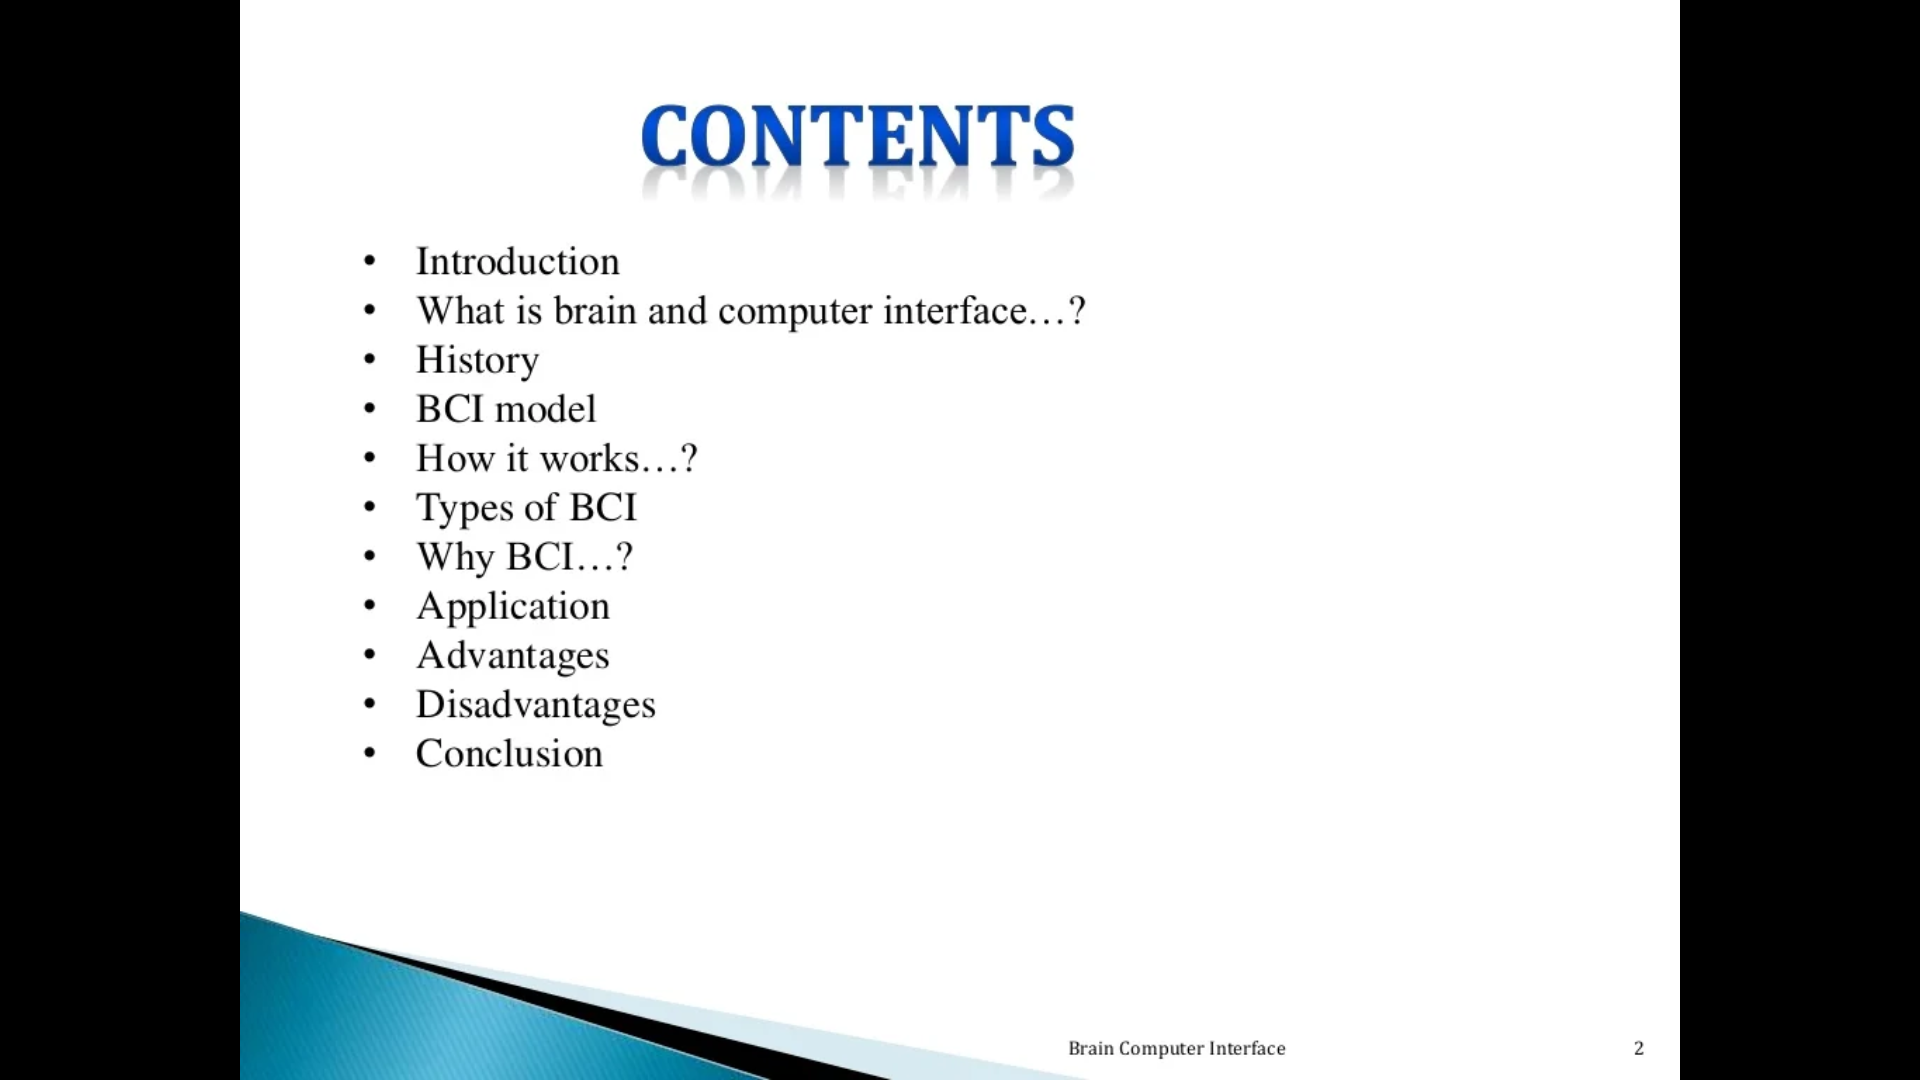 CONTENTS
• Introduction
• What is brain and computer interface…?
• History
• BCI model
• How it works…?
• Types of BCI
• Why BCI…?
• Application
• Advantages
• Disadvantages
• Conclusion
Brain Computer Interface
2